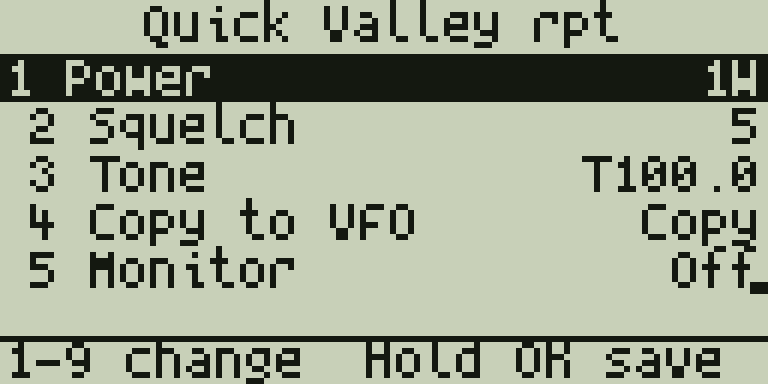 Quick Valley rpt
1 Power 1W
2 Squelch 5
3 Tone T100.0
4 Copy to VFO Copy
5 Monitor Off
1-9 change Hold OK save